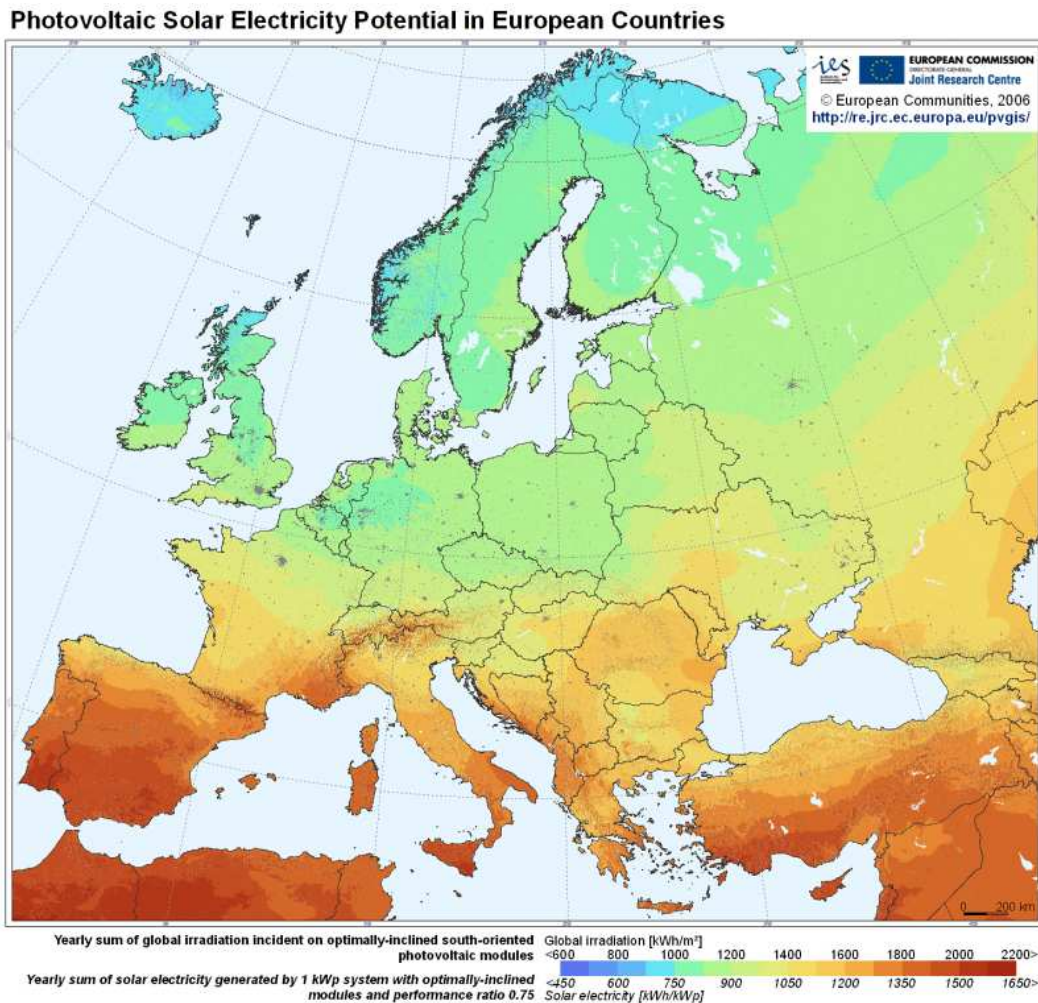 Photovoltaic Solar Electricity Potential in European Countries
ies
EUROPEAN COMMISSION
DIRECTORATE-GENERAL
Joint Research Centre
© European Communities, 2006
http://re.jrc.ec.europa.eu/pvgis/
0 200 km
Yearly sum of global irradiation incident on optimally-inclined south-oriented
photovoltaic modules
Yearly sum of solar electricity generated by 1 kWp system with optimally-inclined
modules and performance ratio 0.75
Global irradiation [kWh/m²]
<600 800 1000 1200 1400 1600 1800 2000 2200>
<450 600 750 900 1050 1200 1350 1500 1650>
Solar electricity [kWh/kWp]